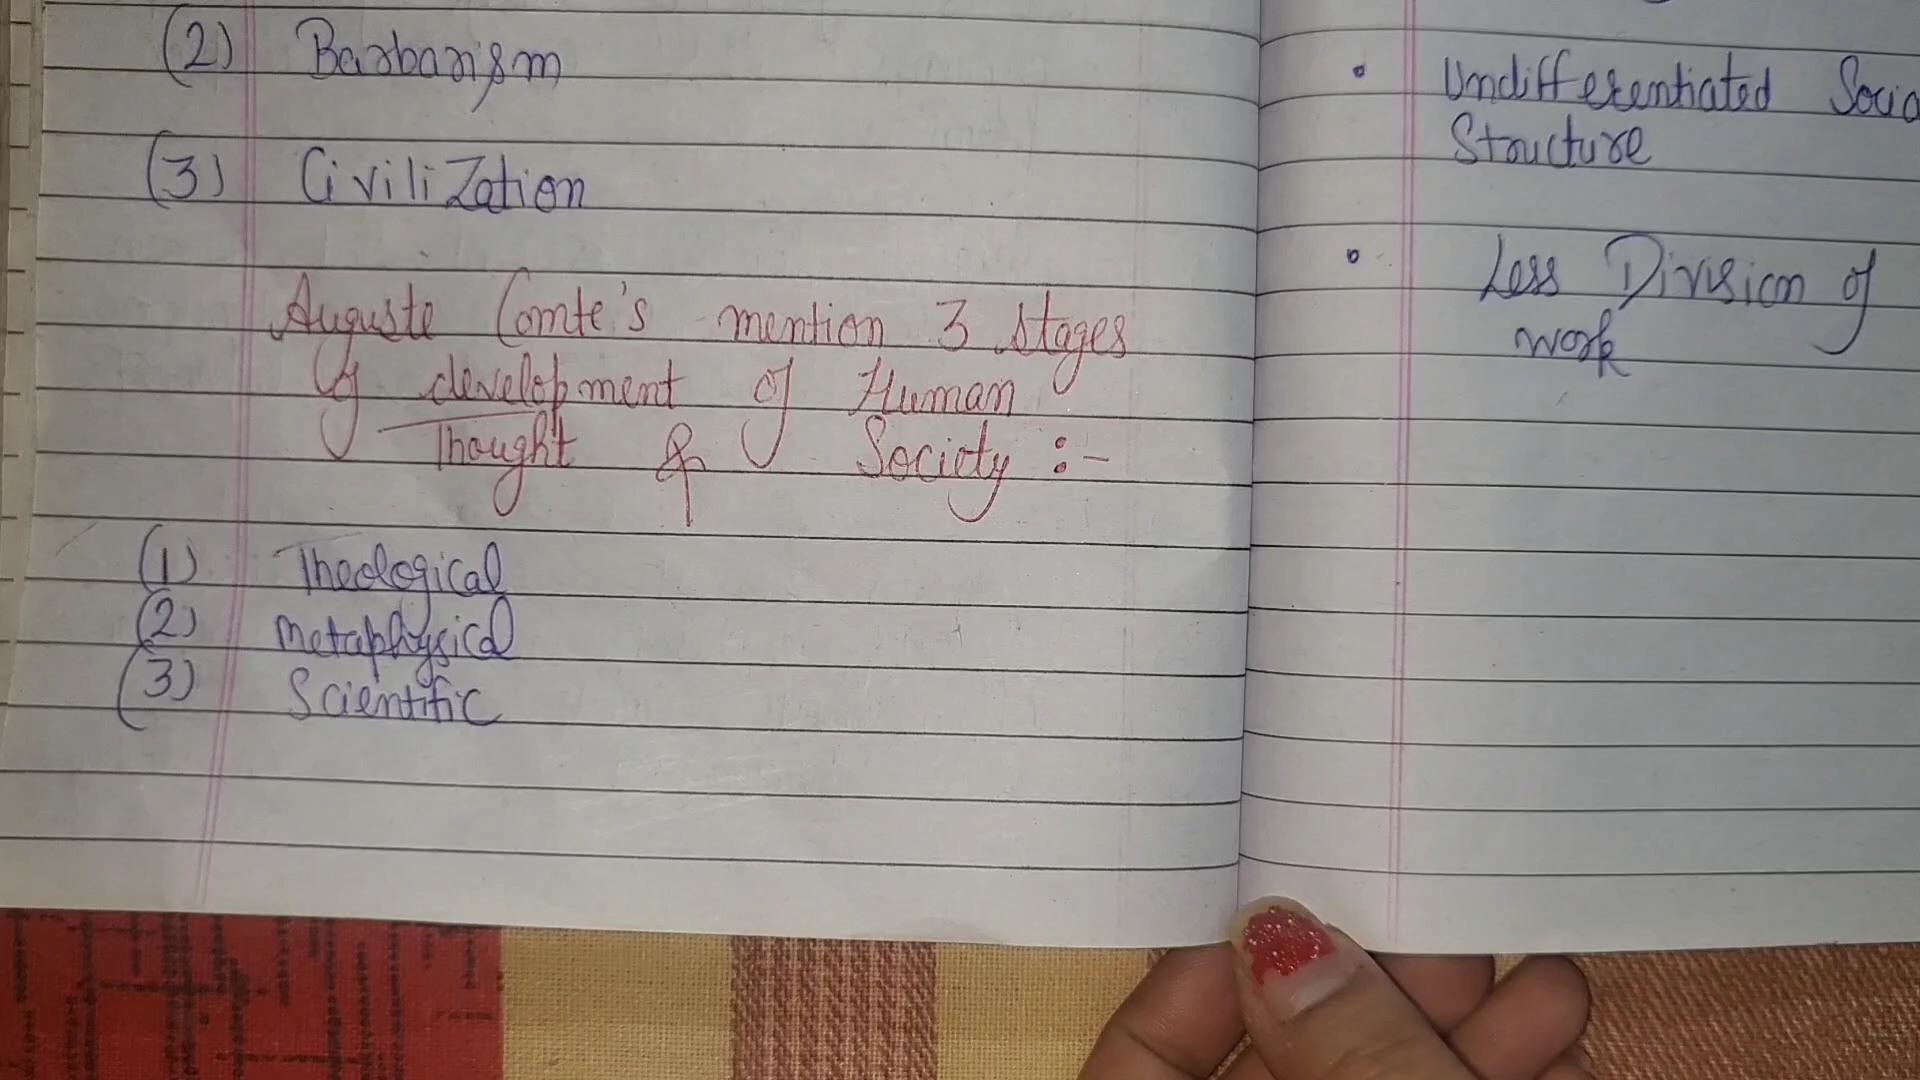 (2) Barbarism
(3) Civilization
Auguste Comte's mention 3 stages
of development of Human
Thought & Society :-
(1) Theological
(2) Metaphysical
(3) Scientific
• Undifferentiated Socia
Structure
• Less Division of
work